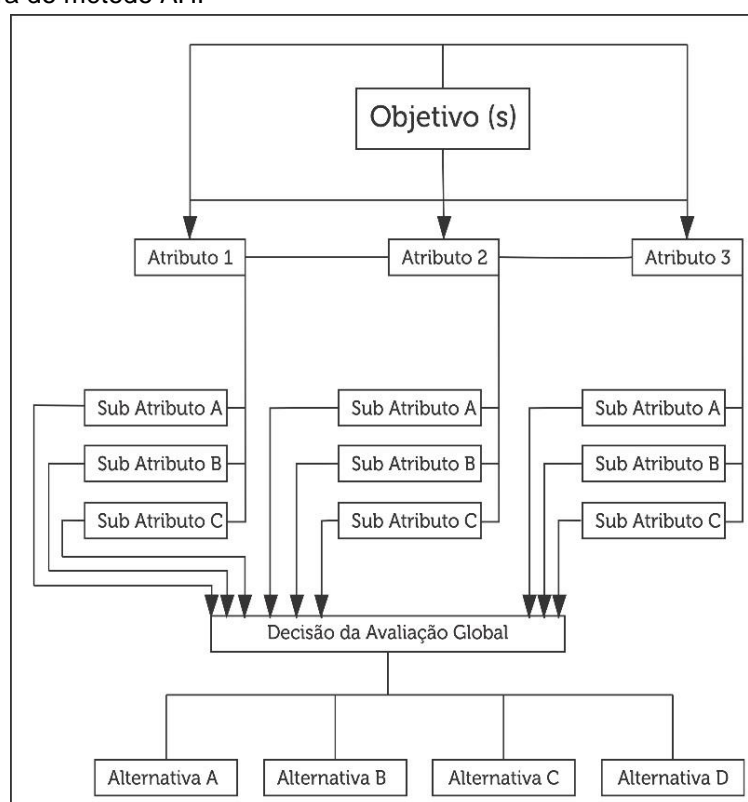 a do método AHP
Objetivo (s)
Atributo 1
Atributo 2
Atributo 3
Sub Atributo A
Sub Atributo A
Sub Atributo A
Sub Atributo B
Sub Atributo B
Sub Atributo B
Sub Atributo C
Sub Atributo C
Sub Atributo C
Decisão da Avaliação Global
Alternativa A
Alternativa B
Alternativa C
Alternativa D